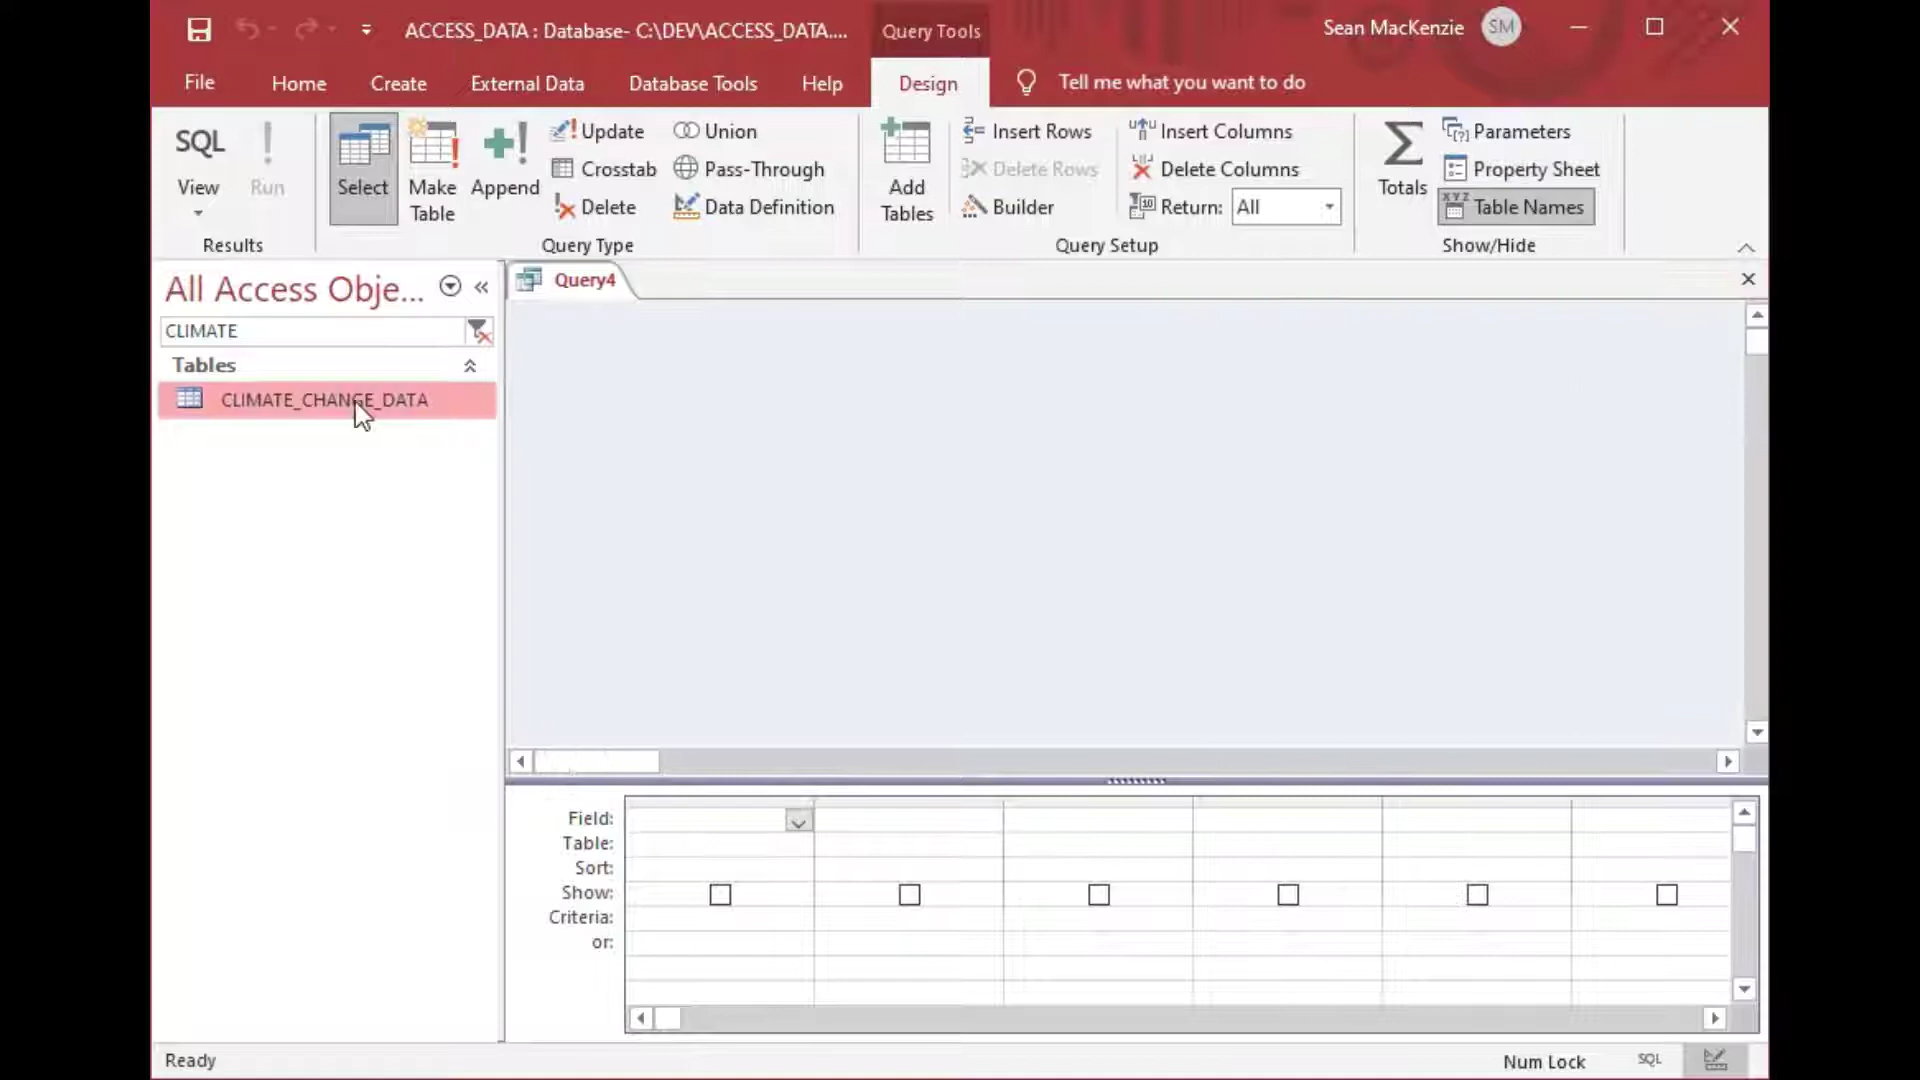 ACCESS_DATA : Database- C:\DEV\ACCESS_DATA....
Query Tools
Sean MacKenzie
SM
File
Home
Create
External Data
Database Tools
Help
Design
Tell me what you want to do
SQL
View
Run
Results
Select
Make
Table
Append
Update
Crosstab
Delete
Union
Pass-Through
Data Definition
Query Type
Add
Tables
Insert Rows
Delete Rows
Builder
Insert Columns
Delete Columns
Return: All
Query Setup
Totals
Parameters
Property Sheet
Table Names
Show/Hide
All Access Obje...
CLIMATE
Tables
CLIMATE_CHANGE_DATA
Query4
Field:
Table:
Sort:
Show:
Criteria:
or:
Ready
Num Lock
SQL